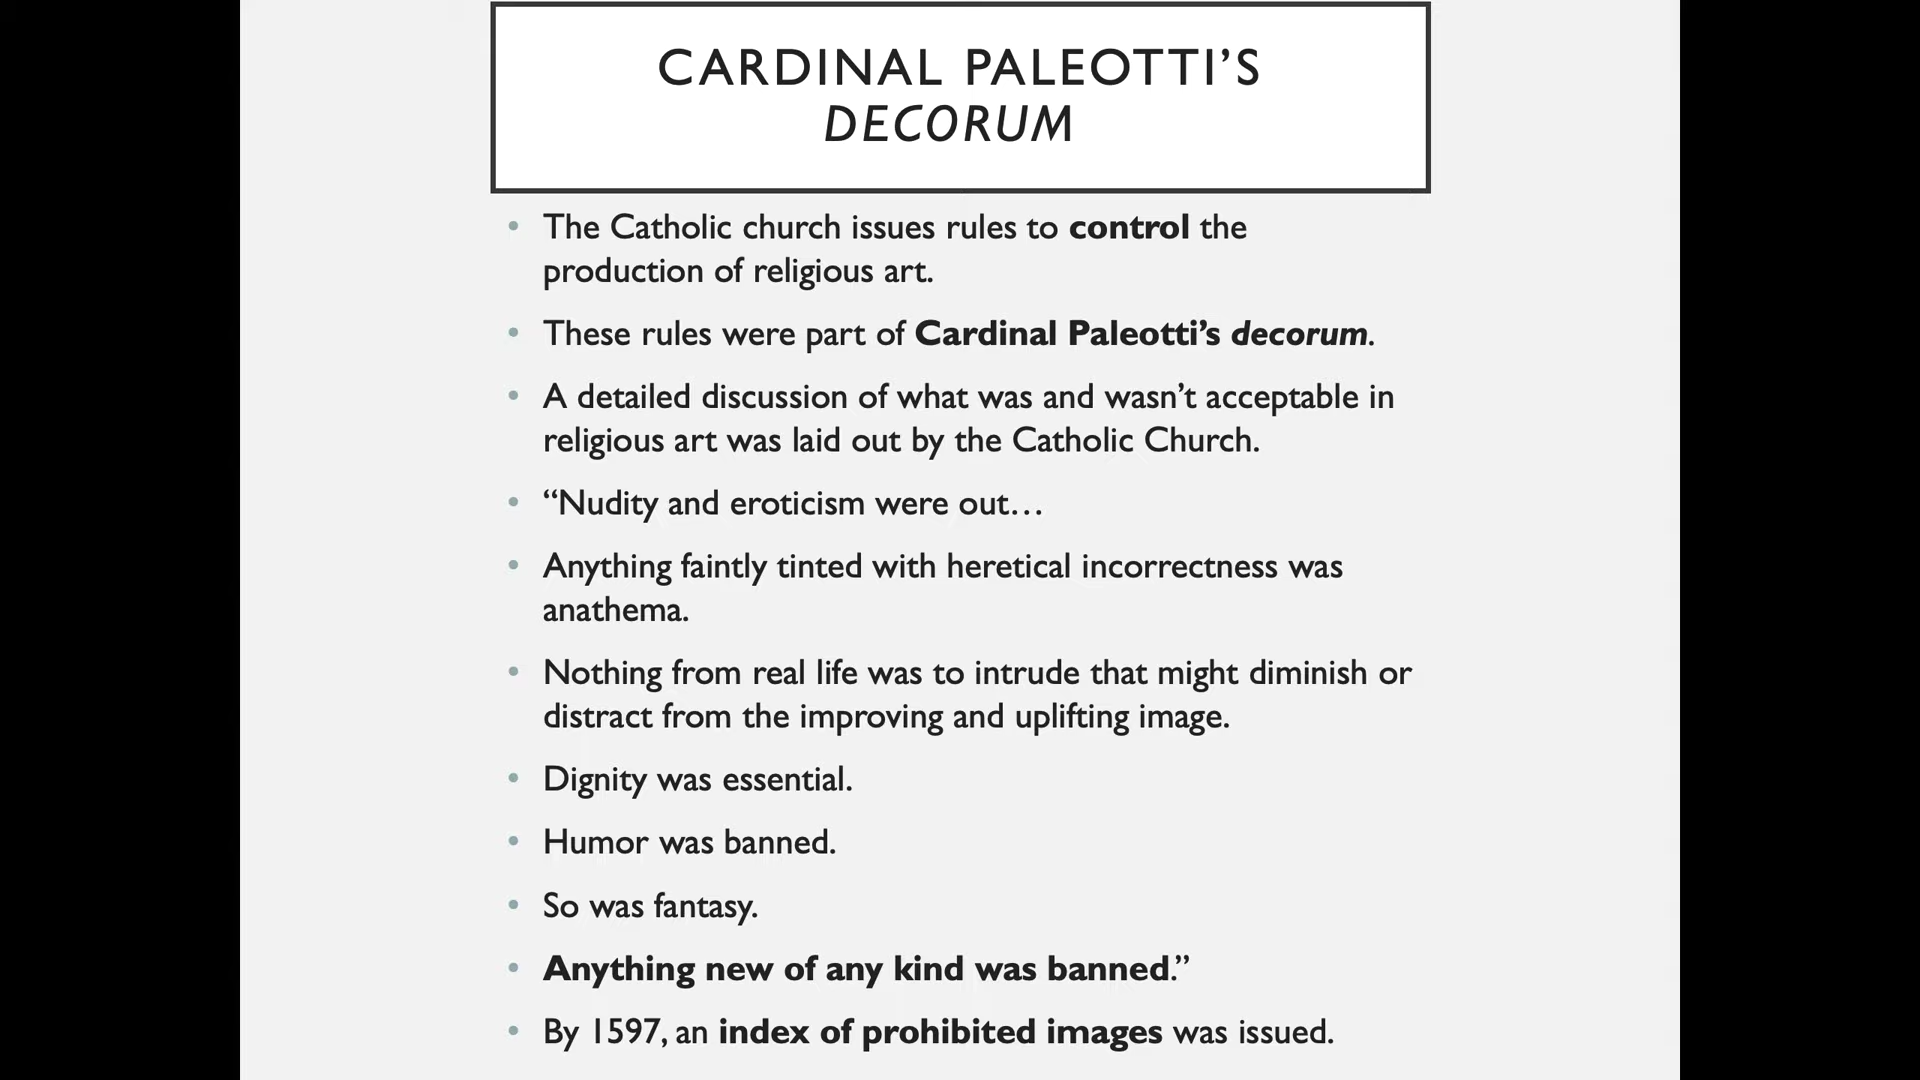 CARDINAL PALEOTTI’S
DECORUM
• The Catholic church issues rules to control the
production of religious art.
• These rules were part of Cardinal Paleotti’s decorum.
• A detailed discussion of what was and wasn’t acceptable in
religious art was laid out by the Catholic Church.
• “Nudity and eroticism were out…
• Anything faintly tinted with heretical incorrectness was
anathema.
• Nothing from real life was to intrude that might diminish or
distract from the improving and uplifting image.
• Dignity was essential.
• Humor was banned.
• So was fantasy.
• Anything new of any kind was banned.”
• By 1597, an index of prohibited images was issued.